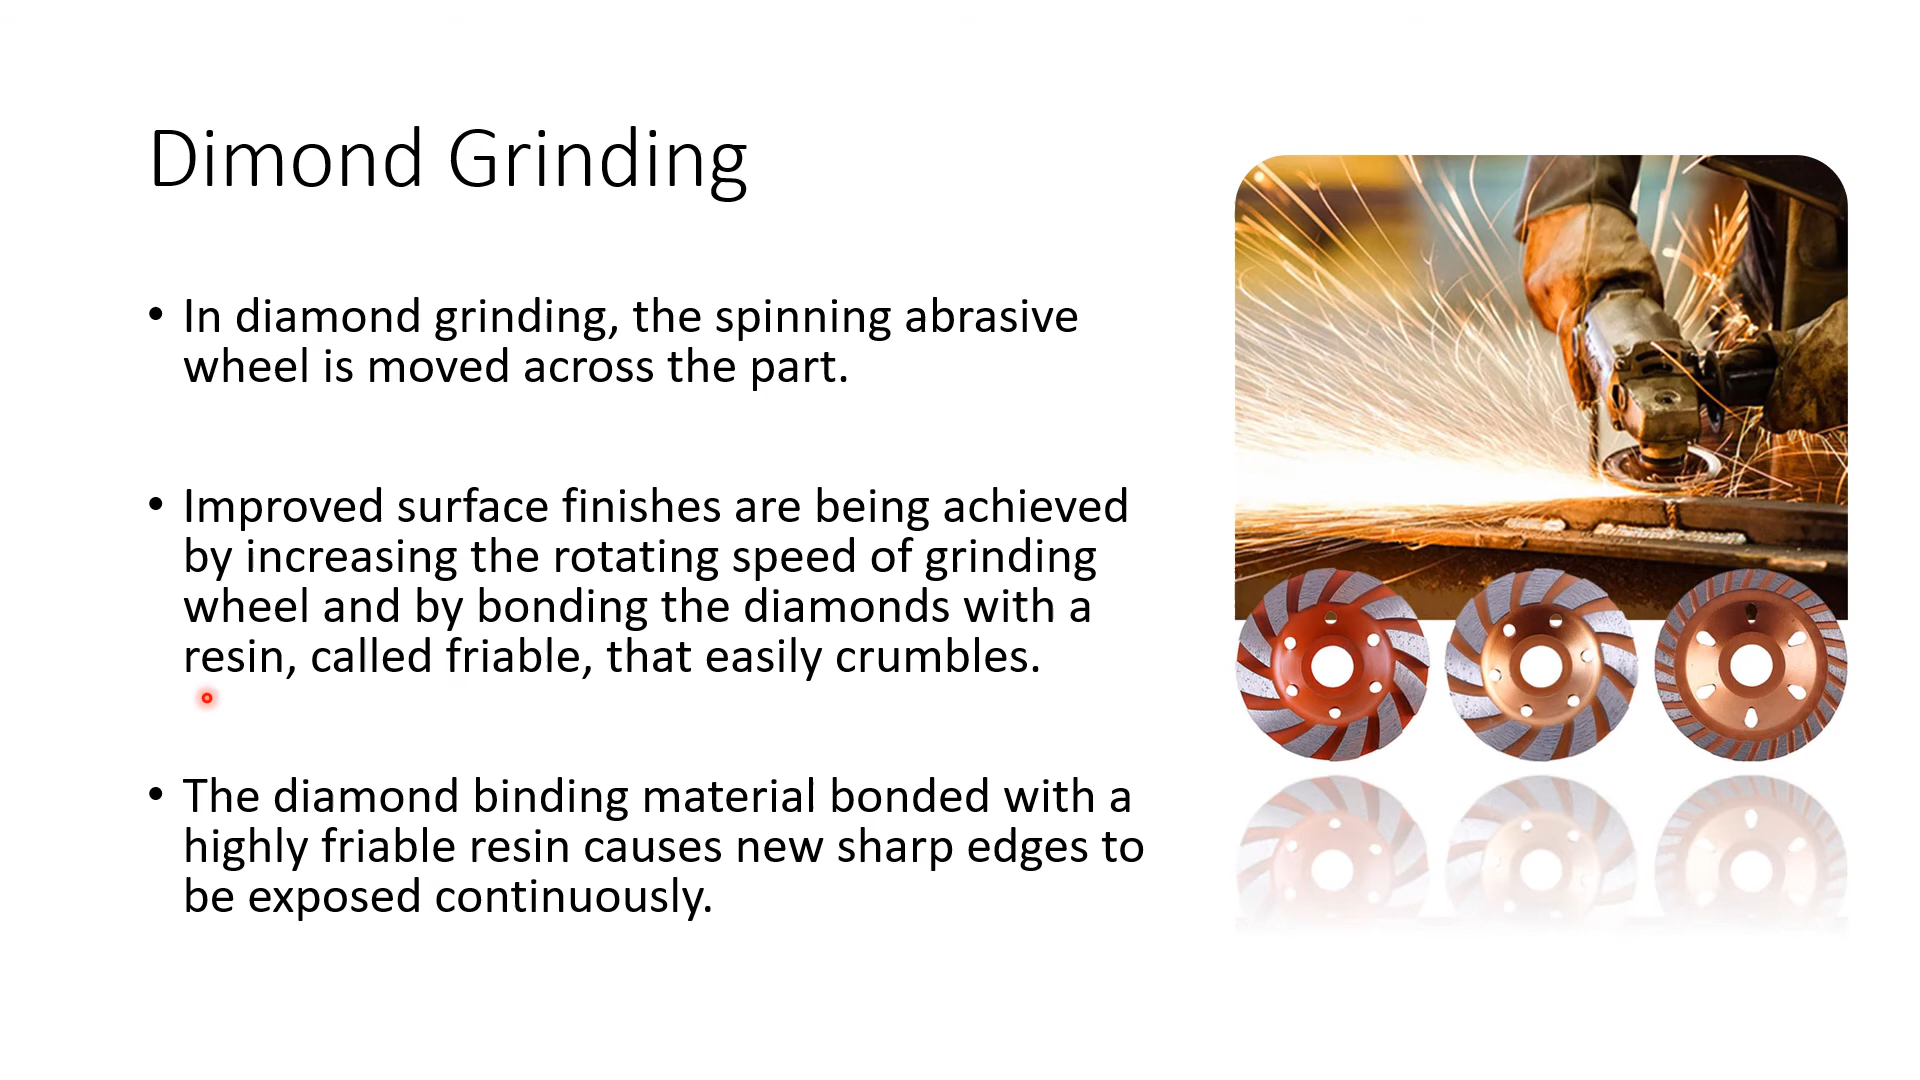 Dimond Grinding
• In diamond grinding, the spinning abrasive
wheel is moved across the part.
• Improved surface finishes are being achieved
by increasing the rotating speed of grinding
wheel and by bonding the diamonds with a
resin, called friable, that easily crumbles.
• The diamond binding material bonded with a
highly friable resin causes new sharp edges to
be exposed continuously.